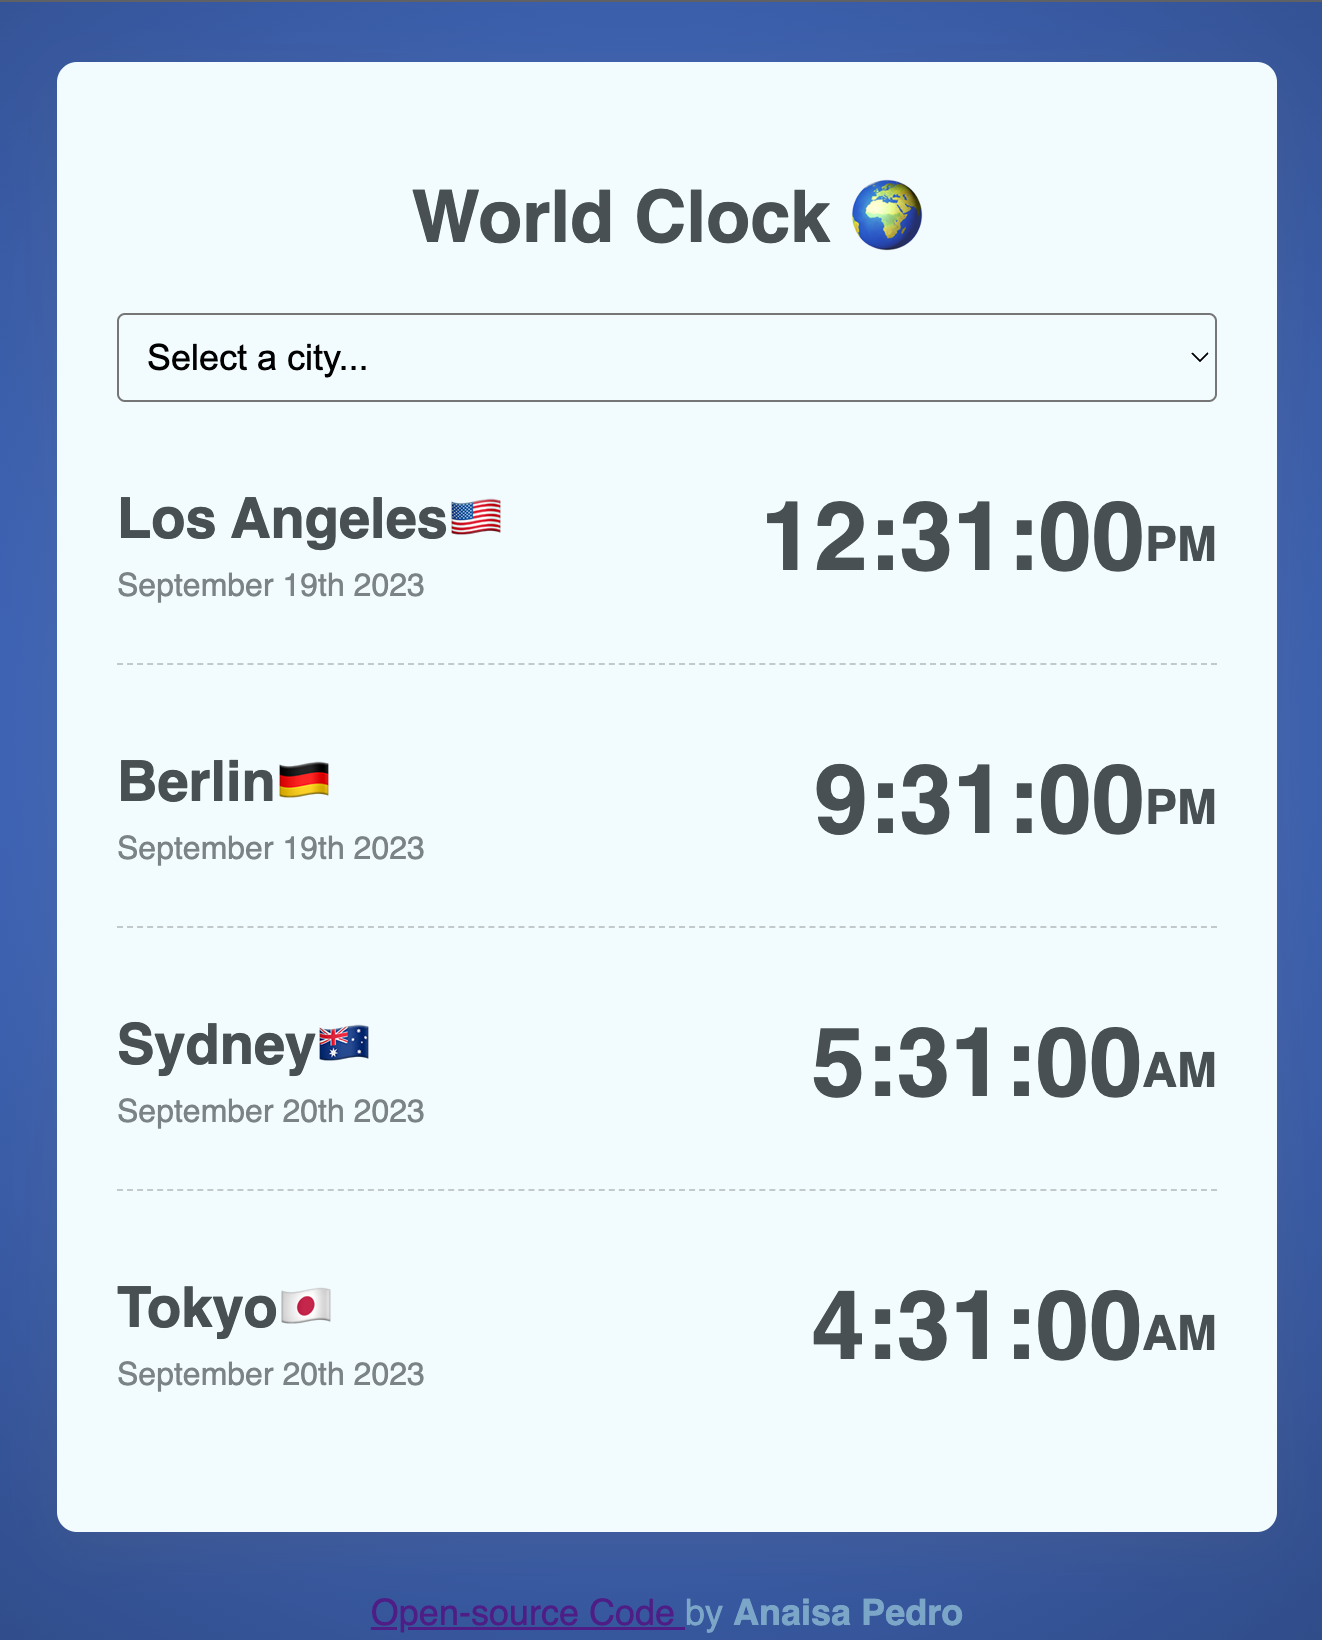 World Clock 🌍
Select a city...
Los Angeles🇺🇸
12:31:00PM
September 19th 2023
Berlin🇩🇪
9:31:00PM
September 19th 2023
Sydney🇦🇺
5:31:00AM
September 20th 2023
Tokyo🇯🇵
4:31:00AM
September 20th 2023
Open-source Code by Anaisa Pedro